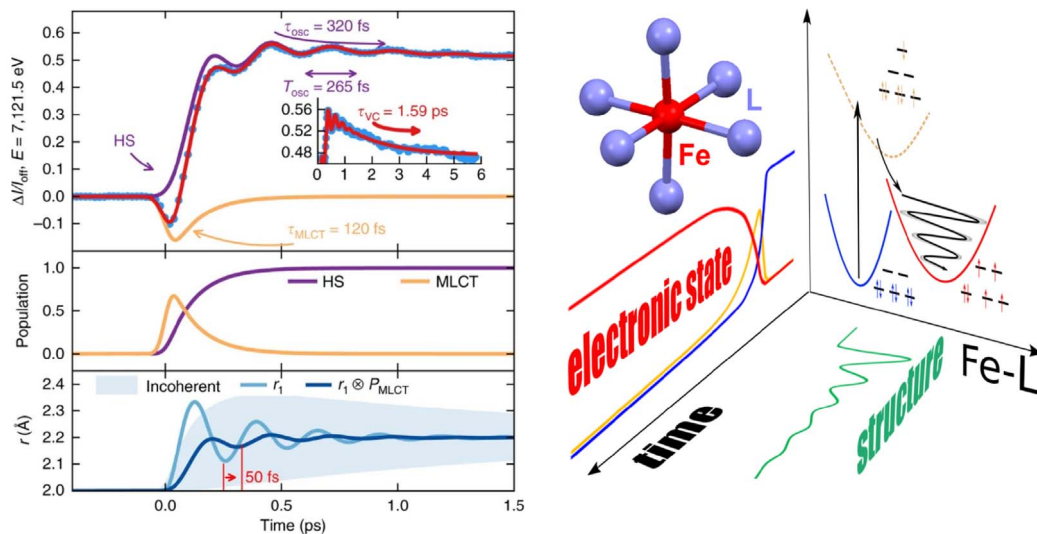 τosc = 320 fs
0.6
0.5
0.4
0.3
0.2
0.1
0.0
−0.1
ΔI/Ioff, E = 7,121.5 eV
HS
Tosc = 265 fs
τVC = 1.59 ps
0.56
0.52
0.48
0 1 2 3 4 5 6
τMLCT = 120 fs
Population
1.0
0.5
0.0
HS
MLCT
r (Å)
2.4
2.3
2.2
2.1
2.0
Incoherent
r1
r1 ⊗ PMLCT
50 fs
0.0 0.5 1.0 1.5
Time (ps)
L
Fe
electronic state
time
structure
Fe-L